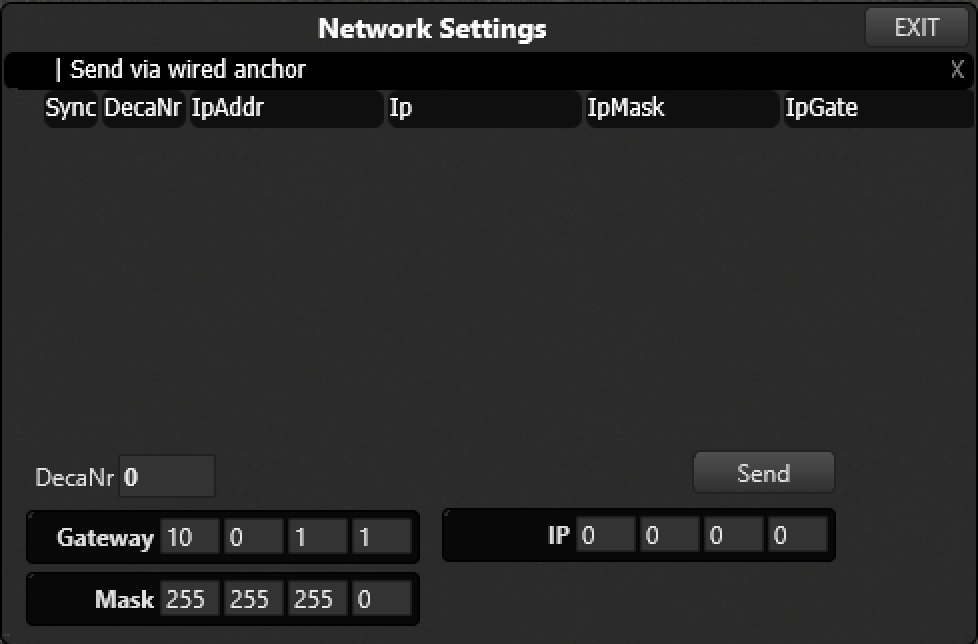 Network Settings EXIT
| Send via wired anchor X
Sync DecaNr IpAddr Ip IpMask IpGate
DecaNr 0 Send
Gateway 10 0 1 1 IP 0 0 0 0
Mask 255 255 255 0